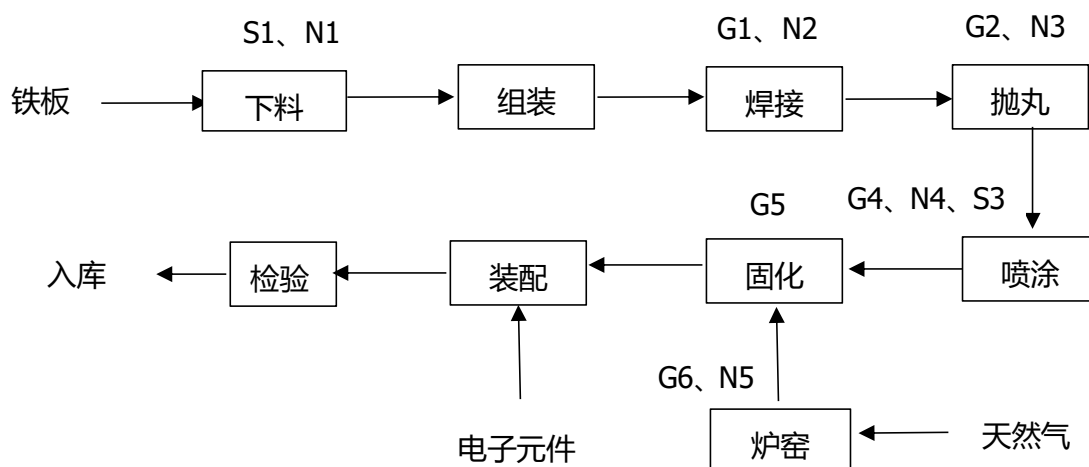 S1、N1
G1、N2
G2、N3
铁板
下料
组装
焊接
抛丸
G4、N4、S3
G5
入库
检验
装配
固化
喷涂
G6、N5
电子元件
炉窑
天然气